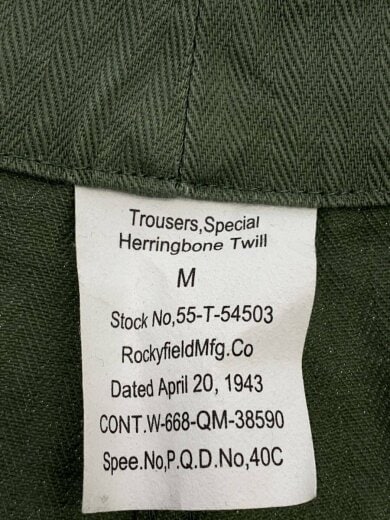 Trousers,Special
Herringbone Twill
M
Stock No,55-T-54503
RockyfieldMfg.Co
Dated April 20, 1943
CONT.W-668-QM-38590
Spee.No,P.Q.D.No,40C